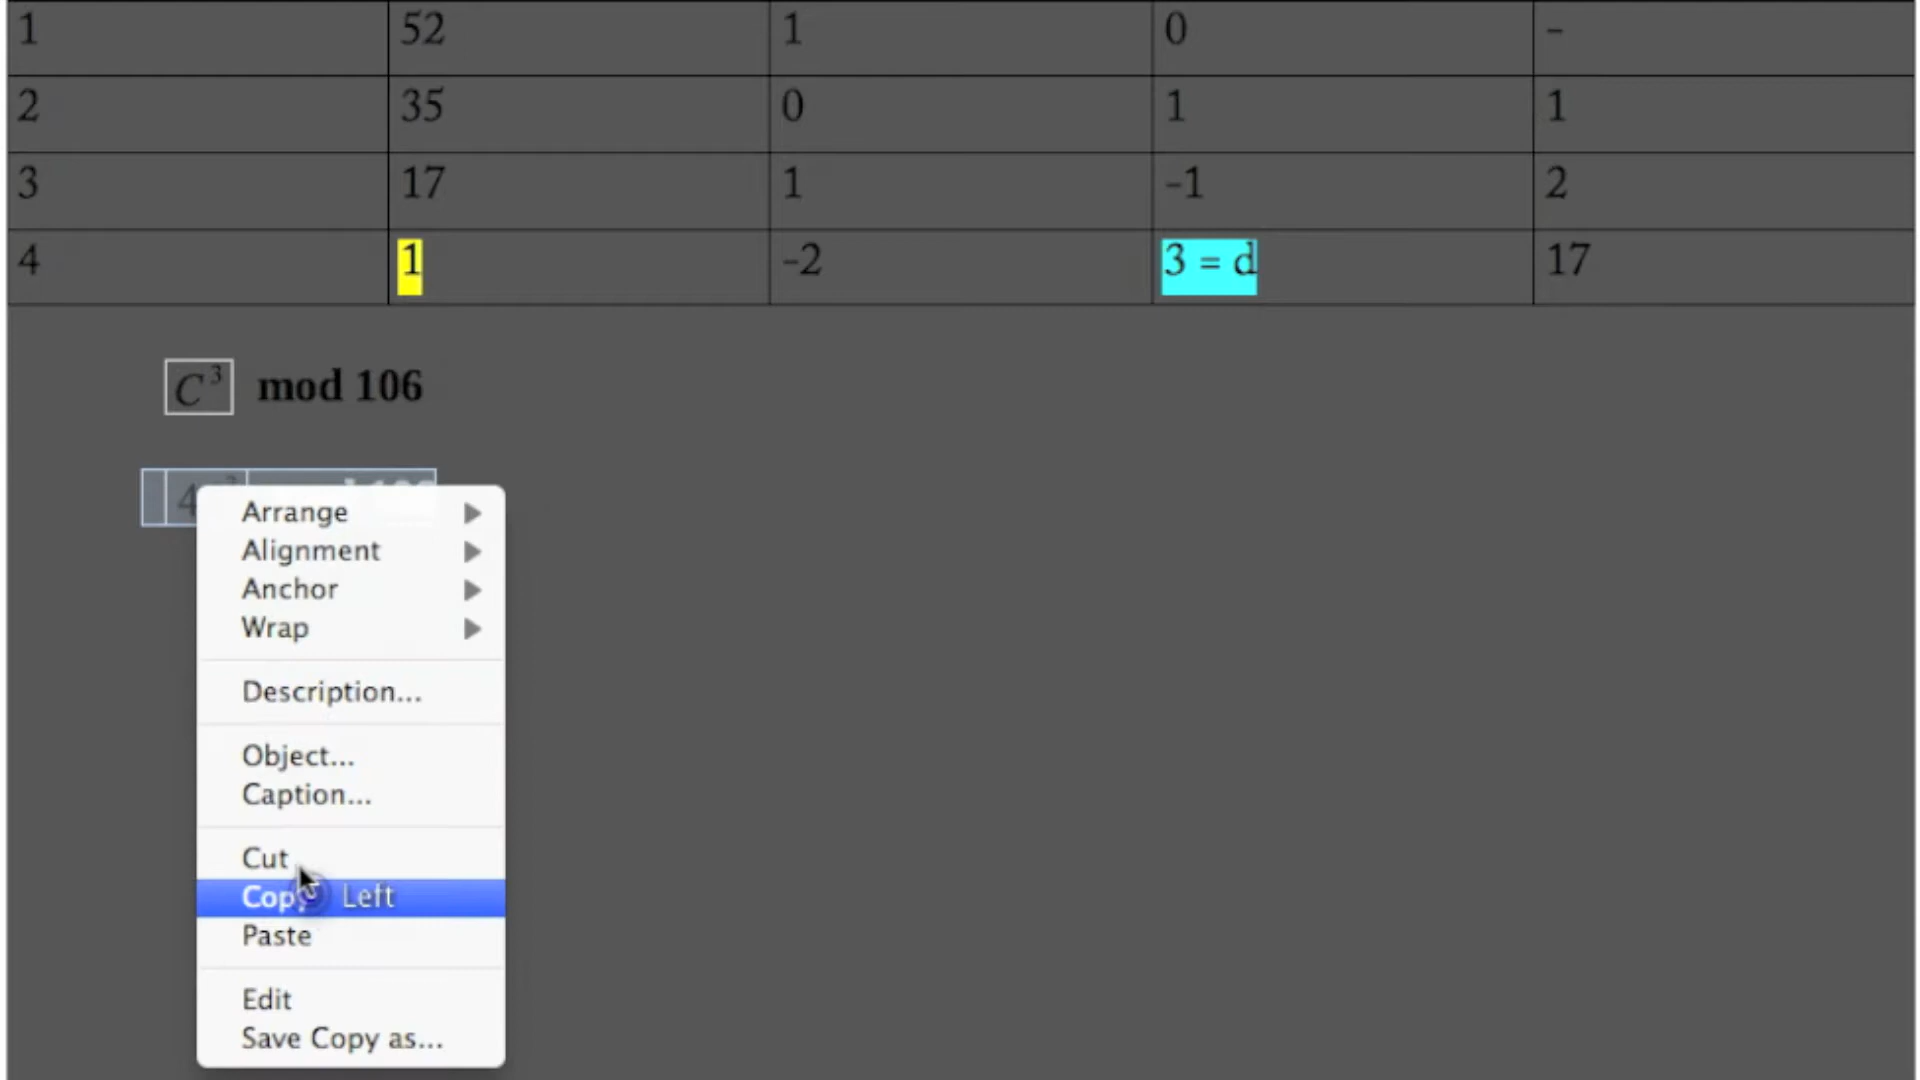 1 52 1 0 -
2 35 0 1 1
3 17 1 -1 2
4 1 -2 3 = d 17
C³ mod 106
Arrange
Alignment
Anchor
Wrap
Description...
Object...
Caption...
Cut
Copy Left
Paste
Edit
Save Copy as...